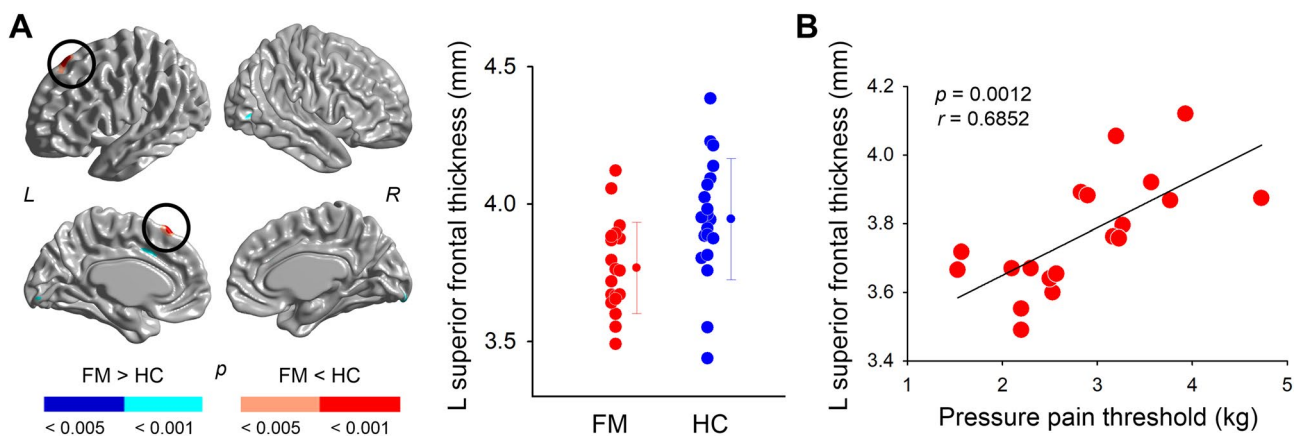 A
L
R
FM > HC
p
FM < HC
< 0.005
< 0.001
< 0.005
< 0.001
L superior frontal thickness (mm)
4.5
4.0
3.5
FM
HC
B
L superior frontal thickness (mm)
4.2
4.0
3.8
3.6
3.4
p = 0.0012
r = 0.6852
1
2
3
4
5
Pressure pain threshold (kg)